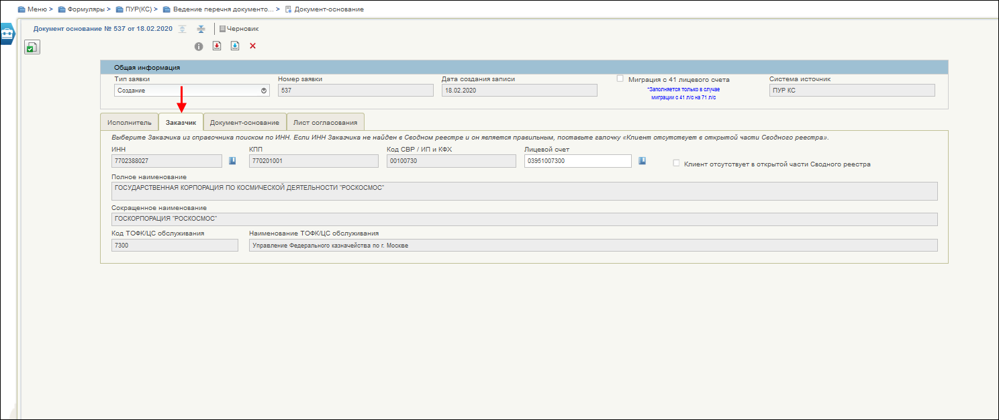 Меню > Формуляры > ПУР(КС) > Ведение перечня документо... > Документ-основание
Документ основание № 537 от 18.02.2020 Черновик
Общая информация
Тип заявки Номер заявки Дата создания записи Миграция с 41 лицевого счета Система источник
Создание 537 18.02.2020 *Заполняется только в случае ПУР КС
миграции с 41 л/с на 71 л/с
Исполнитель Заказчик Документ-основание Лист согласования
Выберите Заказчика из справочника поиском по ИНН. Если ИНН Заказчика не найден в Сводном реестре и он является правильным, поставьте галочку «Клиент отсутствует в открытой части Сводного реестра».
ИНН КПП Код СВР / ИП и КФХ Лицевой счет
7702388027 770201001 00100730 03951007300 Клиент отсутствует в открытой части Сводного реестра
Полное наименование
ГОСУДАРСТВЕННАЯ КОРПОРАЦИЯ ПО КОСМИЧЕСКОЙ ДЕЯТЕЛЬНОСТИ "РОСКОСМОС"
Сокращенное наименование
ГОСКОРПОРАЦИЯ "РОСКОСМОС"
Код ТОФК/ЦС обслуживания Наименование ТОФК/ЦС обслуживания
7300 Управление Федерального казначейства по г. Москве